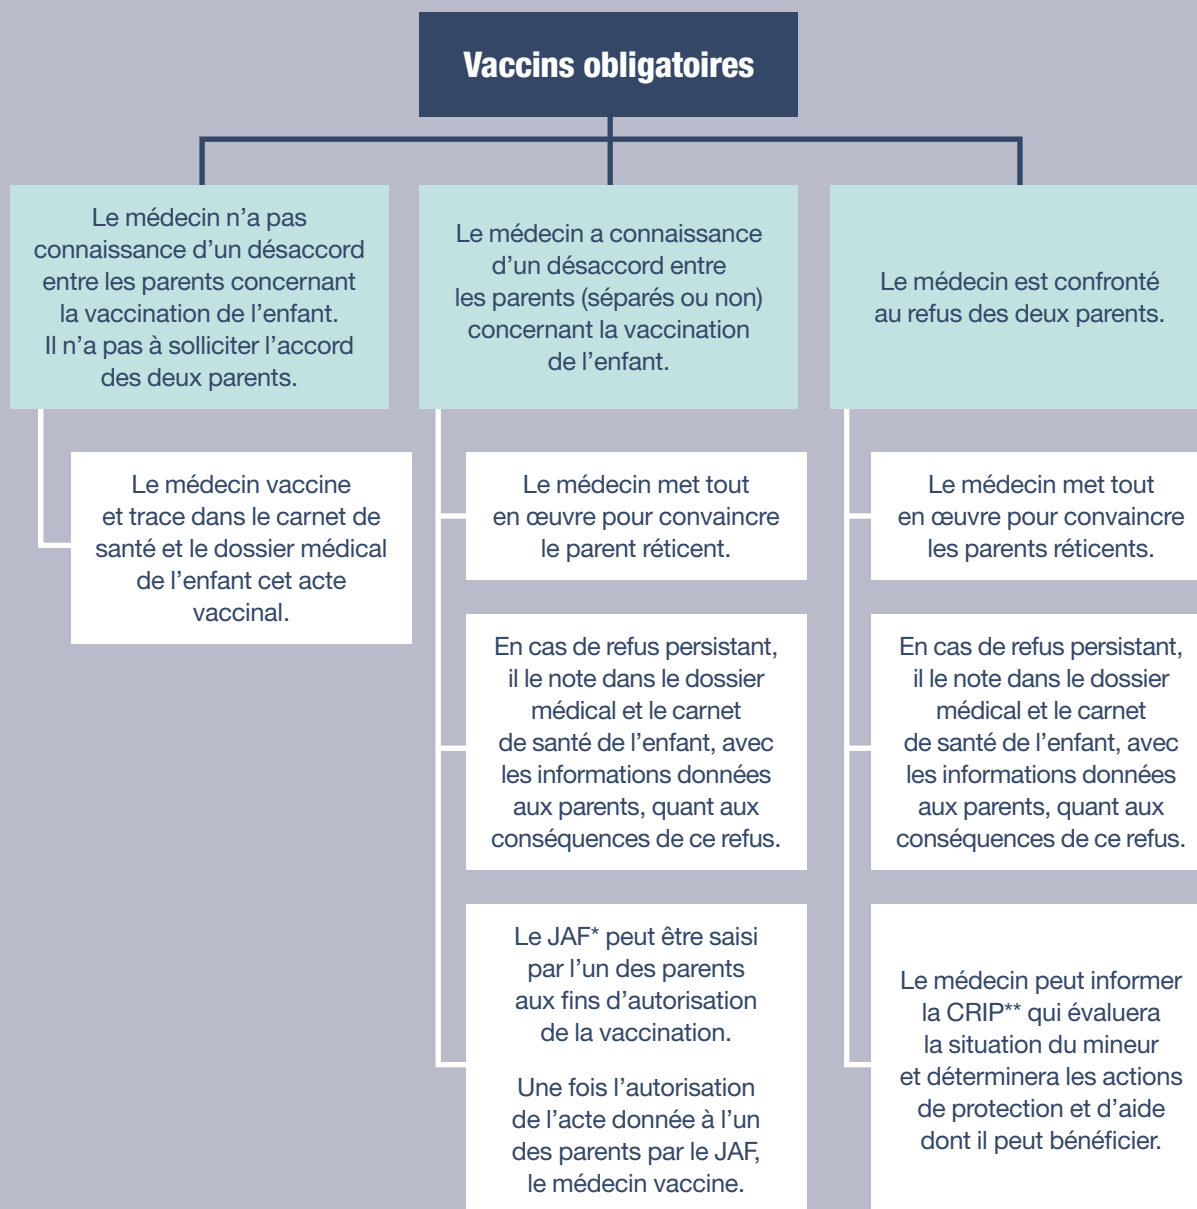 Vaccins obligatoires
Le médecin n’a pas
connaissance d’un désaccord
entre les parents concernant
la vaccination de l’enfant.
Il n’a pas à solliciter l’accord
des deux parents.
Le médecin vaccine
et trace dans le carnet de
santé et le dossier médical
de l’enfant cet acte
vaccinal.
Le médecin a connaissance
d’un désaccord entre
les parents (séparés ou non)
concernant la vaccination
de l’enfant.
Le médecin met tout
en œuvre pour convaincre
le parent réticent.
En cas de refus persistant,
il le note dans le dossier
médical et le carnet
de santé de l’enfant, avec
les informations données
aux parents, quant aux
conséquences de ce refus.
Le JAF* peut être saisi
par l’un des parents
aux fins d’autorisation
de la vaccination.
Une fois l’autorisation
de l’acte donnée à l’un
des parents par le JAF,
le médecin vaccine.
Le médecin est confronté
au refus des deux parents.
Le médecin met tout
en œuvre pour convaincre
les parents réticents.
En cas de refus persistant,
il le note dans le dossier
médical et le carnet
de santé de l’enfant, avec
les informations données
aux parents, quant aux
conséquences de ce refus.
Le médecin peut informer
la CRIP** qui évaluera
la situation du mineur
et déterminera les actions
de protection et d’aide
dont il peut bénéficier.